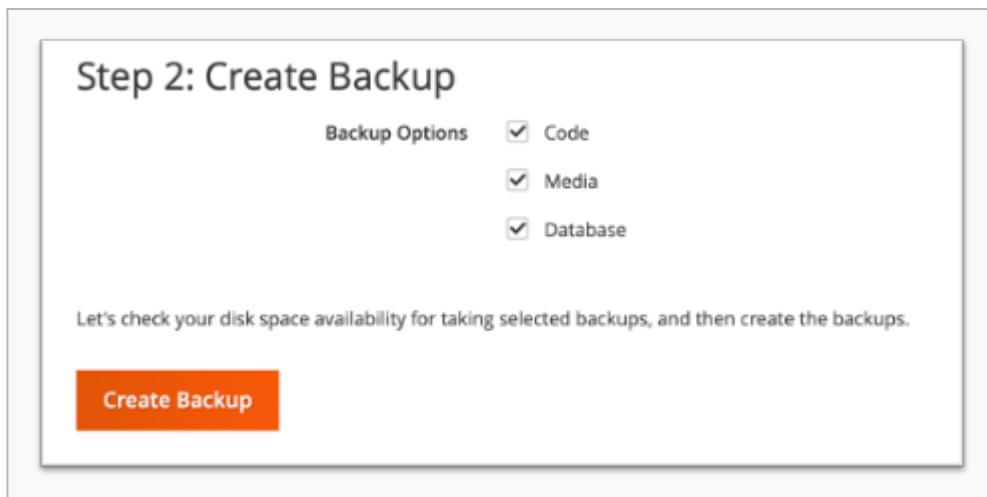 Step 2: Create Backup
Backup Options Code
Media
Database
Let's check your disk space availability for taking selected backups, and then create the backups.
Create Backup